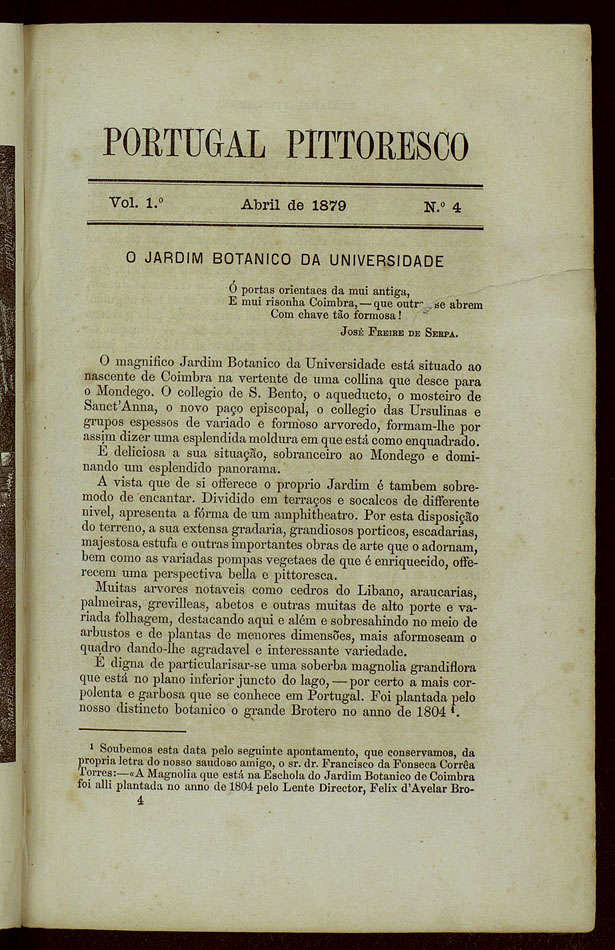 PORTUGAL PITTORESCO
Vol. 1.º Abril de 1879 N.º 4
O JARDIM BOTANICO DA UNIVERSIDADE
Ó portas orientaes da mui antiga,
E mui risonha Coimbra, — que se abrem
Com chave tão formosa!
JOSÉ FREIRE DE SERPA.
O magnifico Jardim Botanico da Universidade está situado ao
nascente de Coimbra na vertente de uma collina que desce para
o Mondego. O collegio de S. Bento, o aqueducto, o mosteiro de
Sanct'Anna, o novo paço episcopal, o collegio das Ursulinas e
grupos espessos de variado e formoso arvoredo, formam-lhe por
assim dizer uma esplendida moldura em que está como enquadrado.
É deliciosa a sua situação, sobranceiro ao Mondego e domi-
nando um esplendido panorama.
A vista que de si offerece o proprio Jardim é tambem sobre-
modo de encantar. Dividido em terraços e socalcos de differente
nivel, apresenta a fórma de um amphitheatro. Por esta disposição
do terreno, a sua extensa gradaria, grandiosos porticos, escadarias,
majestosa estufa e outras importantes obras de arte que o adornam,
bem como as variadas pompas vegetaes de que é enriquecido, offe-
recem uma perspectiva bella e pittoresca.
Muitas arvores notaveis como cedros do Libano, araucarias,
palmeiras, grevilleas, abetos e outras muitas de alto porte e va-
riada folhagem, destacando aqui e além e sobresahindo no meio de
arbustos e de plantas de menores dimensões, mais aformoseam o
quadro dando-lhe agradavel e interessante variedade.
É digna de particularisar-se uma soberba magnolia grandiflora
que está no plano inferior juncto do lago, — por certo a mais cor-
polenta e garbosa que se conhece em Portugal. Foi plantada pelo
nosso distincto botanico o grande Brotero no anno de 1804 ¹.
¹ Soubemos esta data pelo seguinte apontamento, que conservamos, da
propria letra do nosso saudoso amigo, o sr. dr. Francisco da Fonseca Corrêa
Torres:—«A Magnolia que está na Eschola do Jardim Botanico de Coimbra
foi alli plantada no anno de 1804 pelo Lente Director, Felix d'Avelar Bro-
4